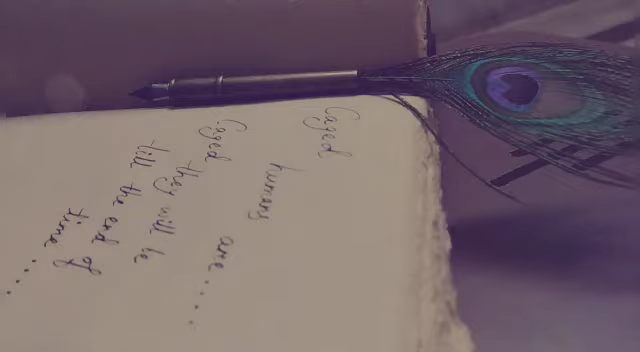 Caged humans are.....
Caged they will be
till the end of
time .....